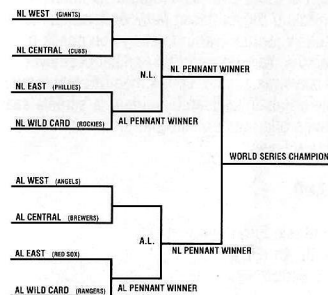 NL WEST (GIANTS)
NL CENTRAL (CUBS)
N.L.
NL PENNANT WINNER
NL EAST (PHILLIES)
NL WILD CARD (ROCKIES)
AL PENNANT WINNER
WORLD SERIES CHAMPION
AL WEST (ANGELS)
AL CENTRAL (BREWERS)
A.L.
NL PENNANT WINNER
AL EAST (RED SOX)
AL WILD CARD (RANGERS)
AL PENNANT WINNER